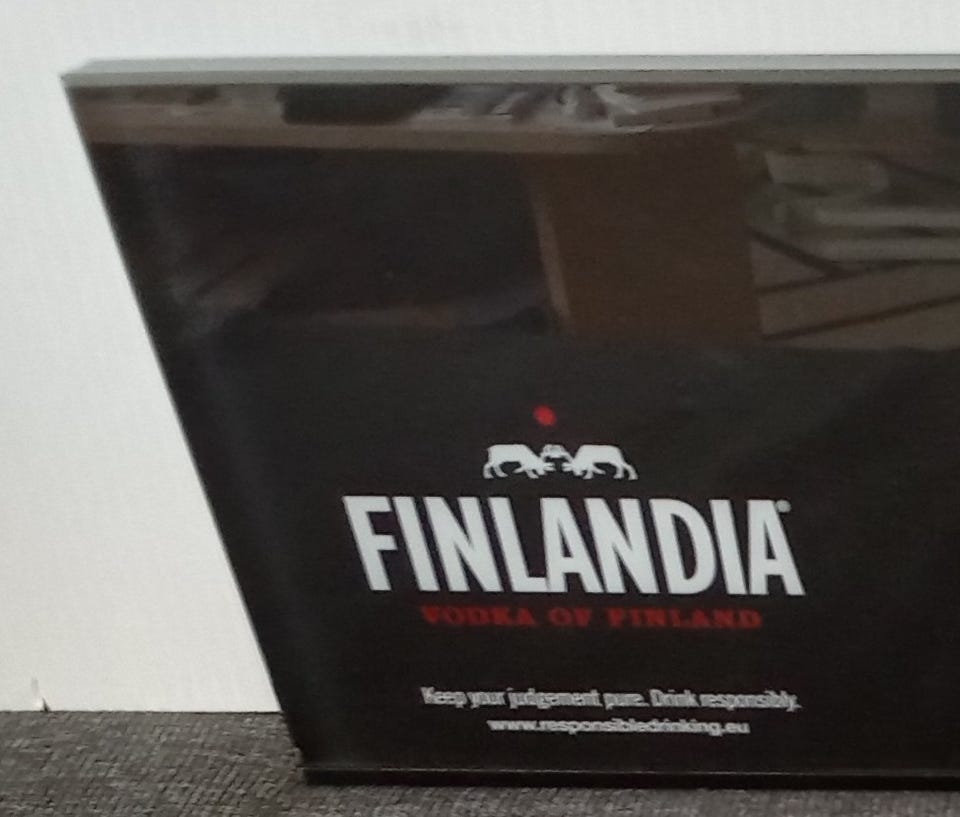 FINLANDIA®
VODKA OF FINLAND
Keep your judgement pure. Drink responsibly.
www.responsibledrinking.eu